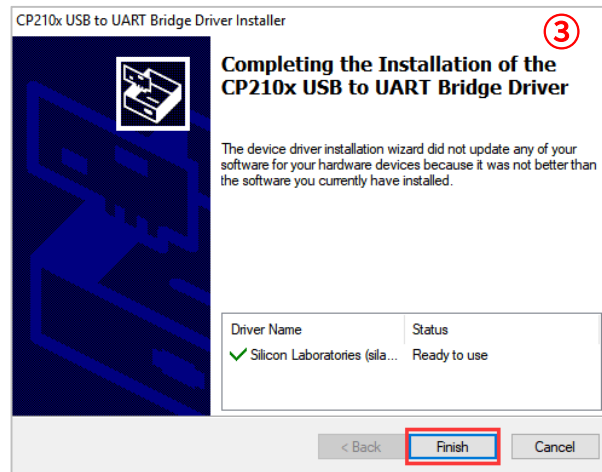 CP210x USB to UART Bridge Driver Installer
③
Completing the Installation of the
CP210x USB to UART Bridge Driver
The device driver installation wizard did not update any of your
software for your hardware devices because it was not better than
the software you currently have installed.
Driver Name Status
Silicon Laboratories (sila... Ready to use
< Back Finish Cancel